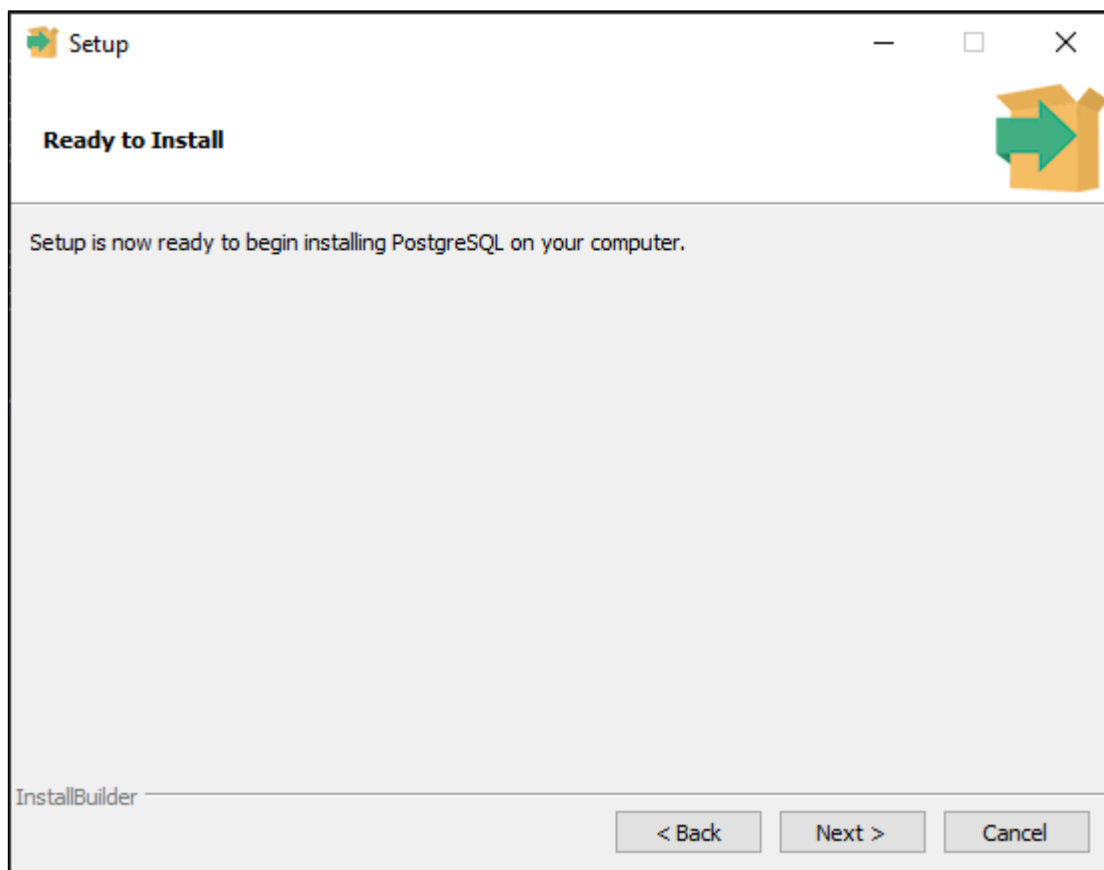 Setup
Ready to Install
Setup is now ready to begin installing PostgreSQL on your computer.
InstallBuilder
< Back Next > Cancel